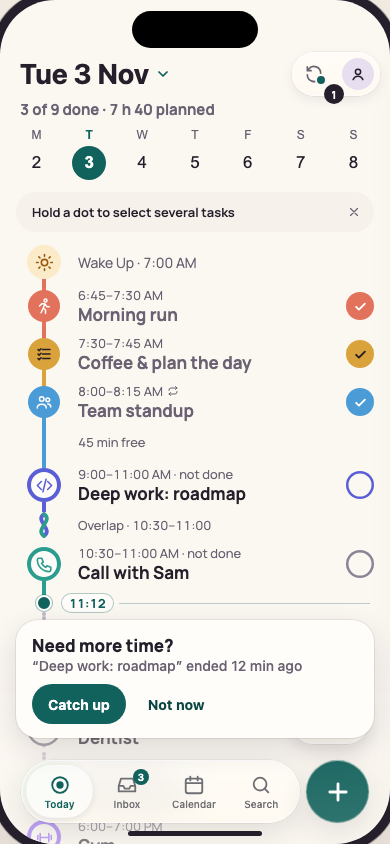 Tue 3 Nov
1
3 of 9 done · 7 h 40 planned
M T W T F S S
2 3 4 5 6 7 8
Hold a dot to select several tasks
Wake Up · 7:00 AM
6:45–7:30 AM
Morning run
7:30–7:45 AM
Coffee & plan the day
8:00–8:15 AM
Team standup
45 min free
9:00–11:00 AM · not done
Deep work: roadmap
Overlap · 10:30–11:00
10:30–11:00 AM · not done
Call with Sam
11:12
Need more time?
“Deep work: roadmap” ended 12 min ago
Catch up Not now
Dentist
3
Today Inbox Calendar Search
6:00–7:00 PM
Gym